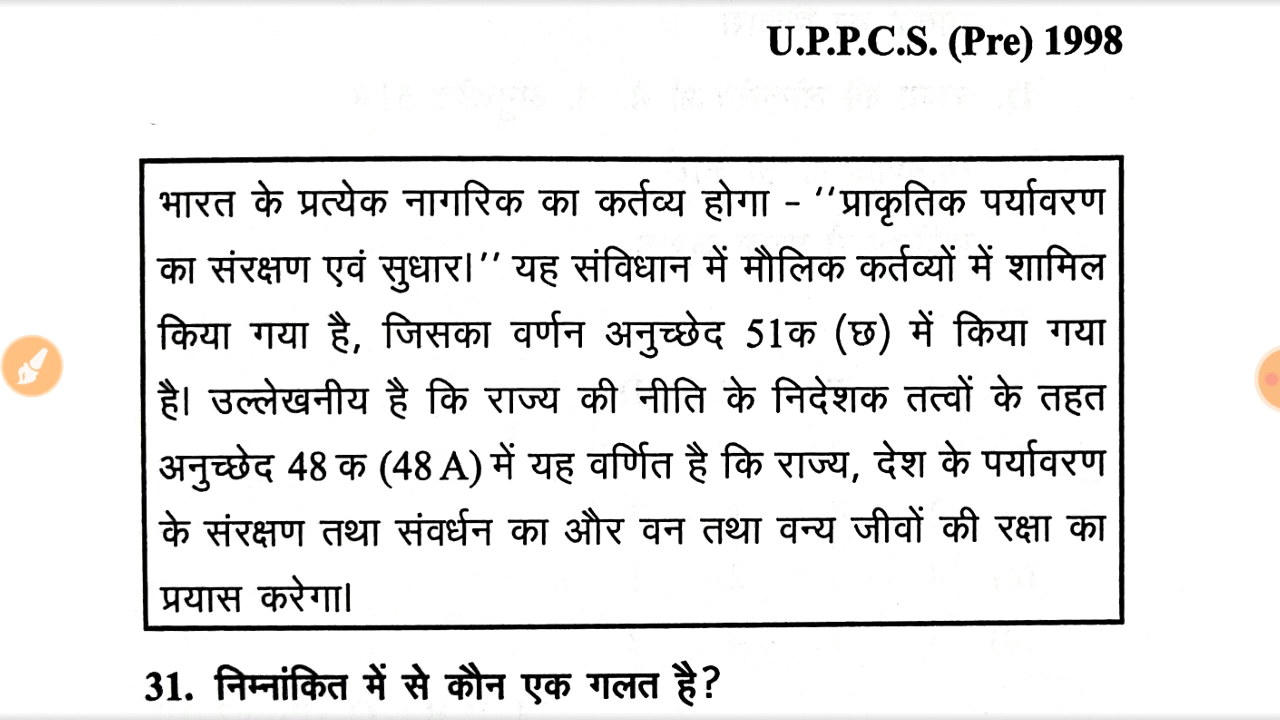 U.P.P.C.S. (Pre) 1998
भारत के प्रत्येक नागरिक का कर्तव्य होगा - ‘‘प्राकृतिक पर्यावरण
का संरक्षण एवं सुधार।’’ यह संविधान में मौलिक कर्तव्यों में शामिल
किया गया है, जिसका वर्णन अनुच्छेद 51क (छ) में किया गया
है। उल्लेखनीय है कि राज्य की नीति के निदेशक तत्वों के तहत
अनुच्छेद 48 क (48 A) में यह वर्णित है कि राज्य, देश के पर्यावरण
के संरक्षण तथा संवर्धन का और वन तथा वन्य जीवों की रक्षा का
प्रयास करेगा।
31. निम्नांकित में से कौन एक गलत है?